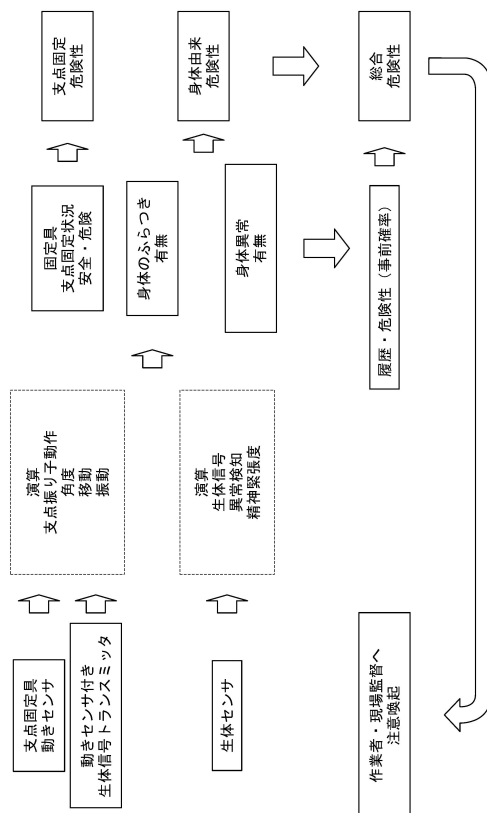 支点固定具
動きセンサ
動きセンサ付き
生体信号トランスミッタ
生体センサ
演算
支点振り子動作
角度
移動
振動
演算
生体信号
異常検知
精神緊張度
固定具
支点固定状況
安全・危険
身体のふらつき
有無
身体異常
有無
支点固定
危険性
身体由来
危険性
履歴・危険性（事前確率）
総合
危険性
作業者・現場監督へ
注意喚起